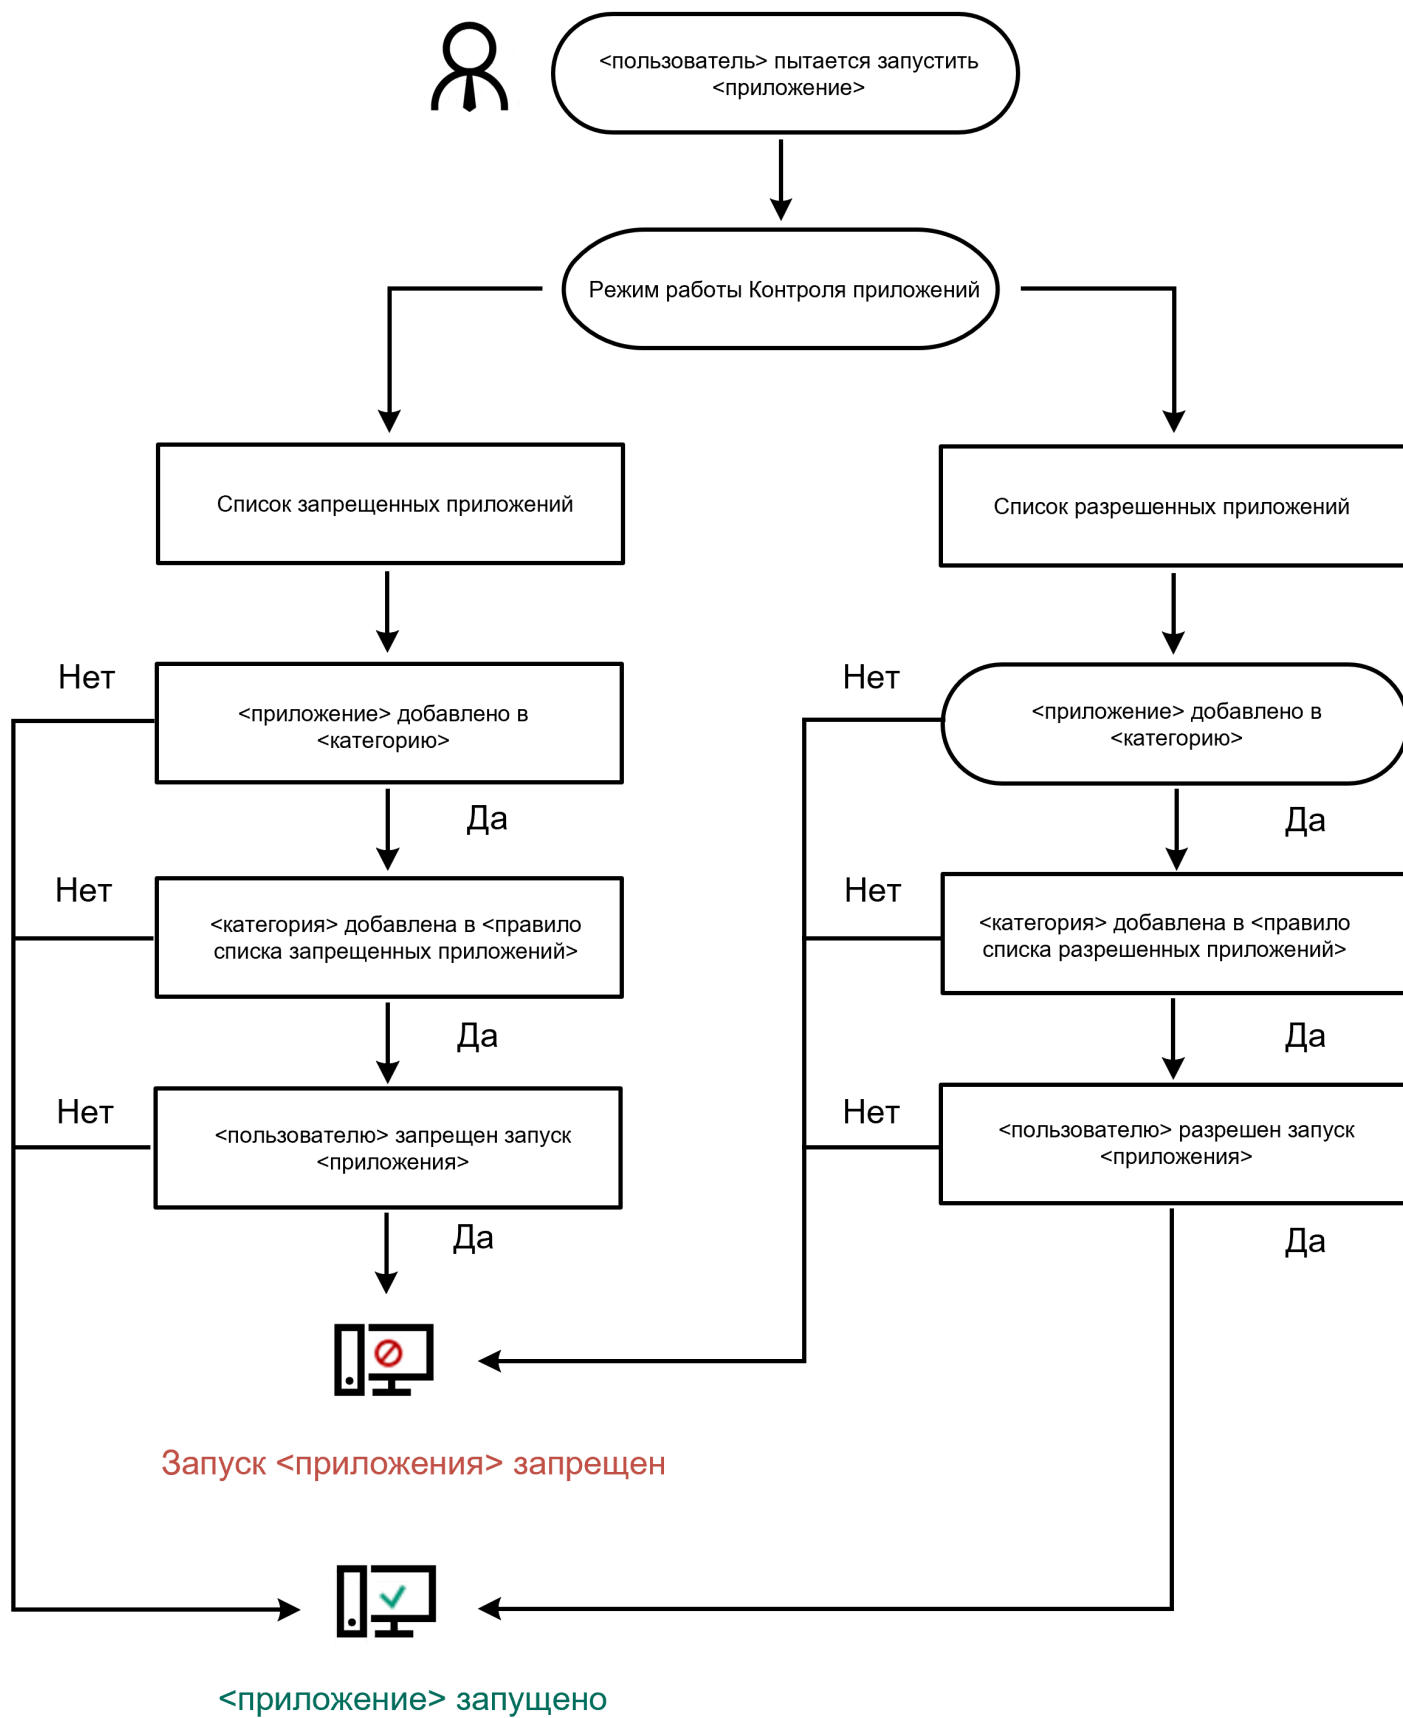 <пользователь> пытается запустить
<приложение>
Режим работы Контроля приложений
Список запрещенных приложений
Список разрешенных приложений
Нет
<приложение> добавлено в
<категорию>
Нет
<приложение> добавлено в
<категорию>
Да
Да
Нет
<категория> добавлена в <правило
списка запрещенных приложений>
Нет
<категория> добавлена в <правило
списка разрешенных приложений>
Да
Да
Нет
<пользователю> запрещен запуск
<приложения>
Нет
<пользователю> разрешен запуск
<приложения>
Да
Да
Запуск <приложения> запрещен
<приложение> запущено